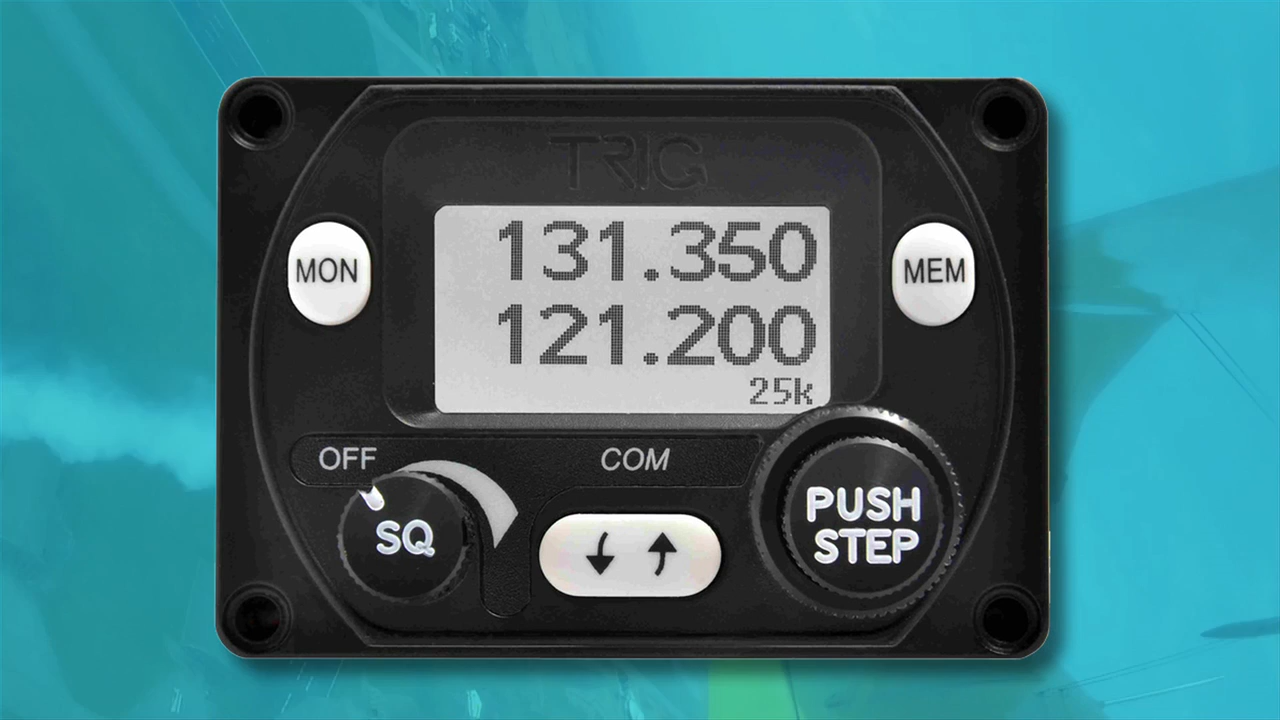 TRIG
131.350
121.200
25k
MON
MEM
OFF
COM
SQ
PUSH
STEP